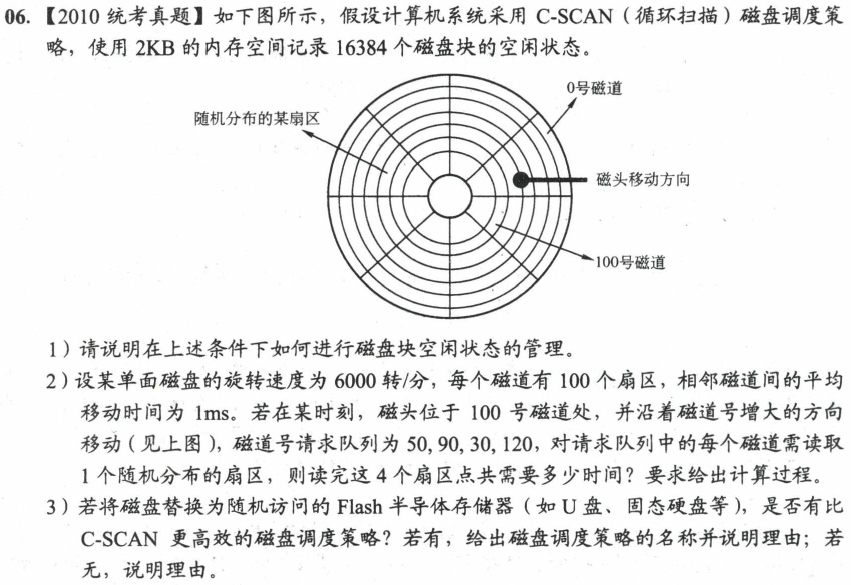 06.【2010 统考真题】如下图所示，假设计算机系统采用 C-SCAN（循环扫描）磁盘调度策
略，使用 2KB 的内存空间记录 16384 个磁盘块的空闲状态。
0号磁道
随机分布的某扇区
磁头移动方向
100号磁道
1）请说明在上述条件下如何进行磁盘块空闲状态的管理。
2）设某单面磁盘的旋转速度为 6000 转/分，每个磁道有 100 个扇区，相邻磁道间的平均
移动时间为 1ms。若在某时刻，磁头位于 100 号磁道处，并沿着磁道号增大的方向
移动（见上图），磁道号请求队列为 50, 90, 30, 120，对请求队列中的每个磁道需读取
1 个随机分布的扇区，则读完这 4 个扇区点共需要多少时间？要求给出计算过程。
3）若将磁盘替换为随机访问的 Flash 半导体存储器（如 U 盘、固态硬盘等），是否有比
C-SCAN 更高效的磁盘调度策略？若有，给出磁盘调度策略的名称并说明理由；若
无，说明理由。